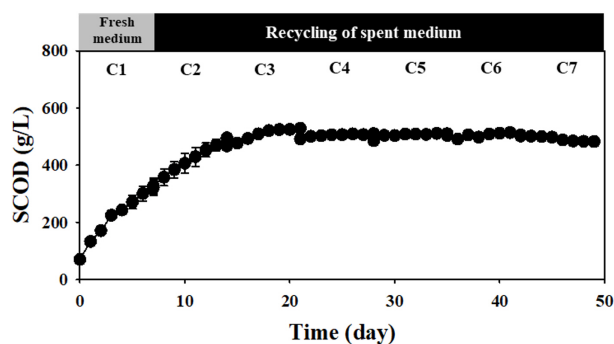 Fresh
medium
Recycling of spent medium
C1 C2 C3 C4 C5 C6 C7
800
600
400
200
0
SCOD (g/L)
0 10 20 30 40 50
Time (day)